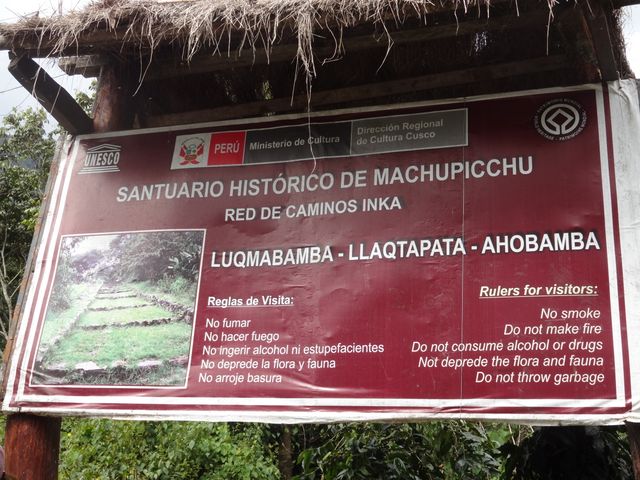 UNESCO
PERÚ
Ministerio de Cultura
Dirección Regional
de Cultura Cusco
SANTUARIO HISTÓRICO DE MACHUPICCHU
RED DE CAMINOS INKA
LUQMABAMBA - LLAQTAPATA - AHOBAMBA
Reglas de Visita:
No fumar
No hacer fuego
No ingerir alcohol ni estupefacientes
No deprede la flora y fauna
No arroje basura
Rulers for visitors:
No smoke
Do not make fire
Do not consume alcohol or drugs
Not deprede the flora and fauna
Do not throw garbage